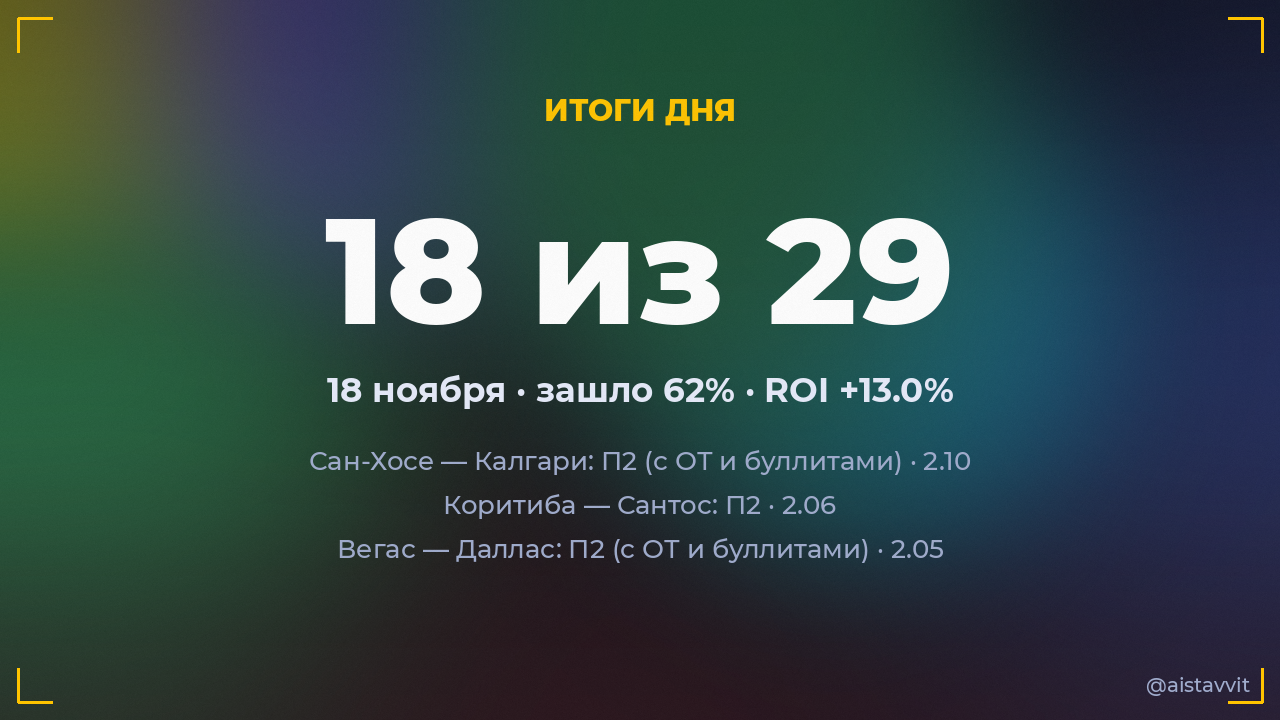 ИТОГИ ДНЯ
18 из 29
18 ноября · зашло 62% · ROI +13.0%
Сан-Хосе — Калгари: П2 (с ОТ и буллитами) · 2.10
Коритиба — Сантос: П2 · 2.06
Вегас — Даллас: П2 (с ОТ и буллитами) · 2.05
@aistavvit